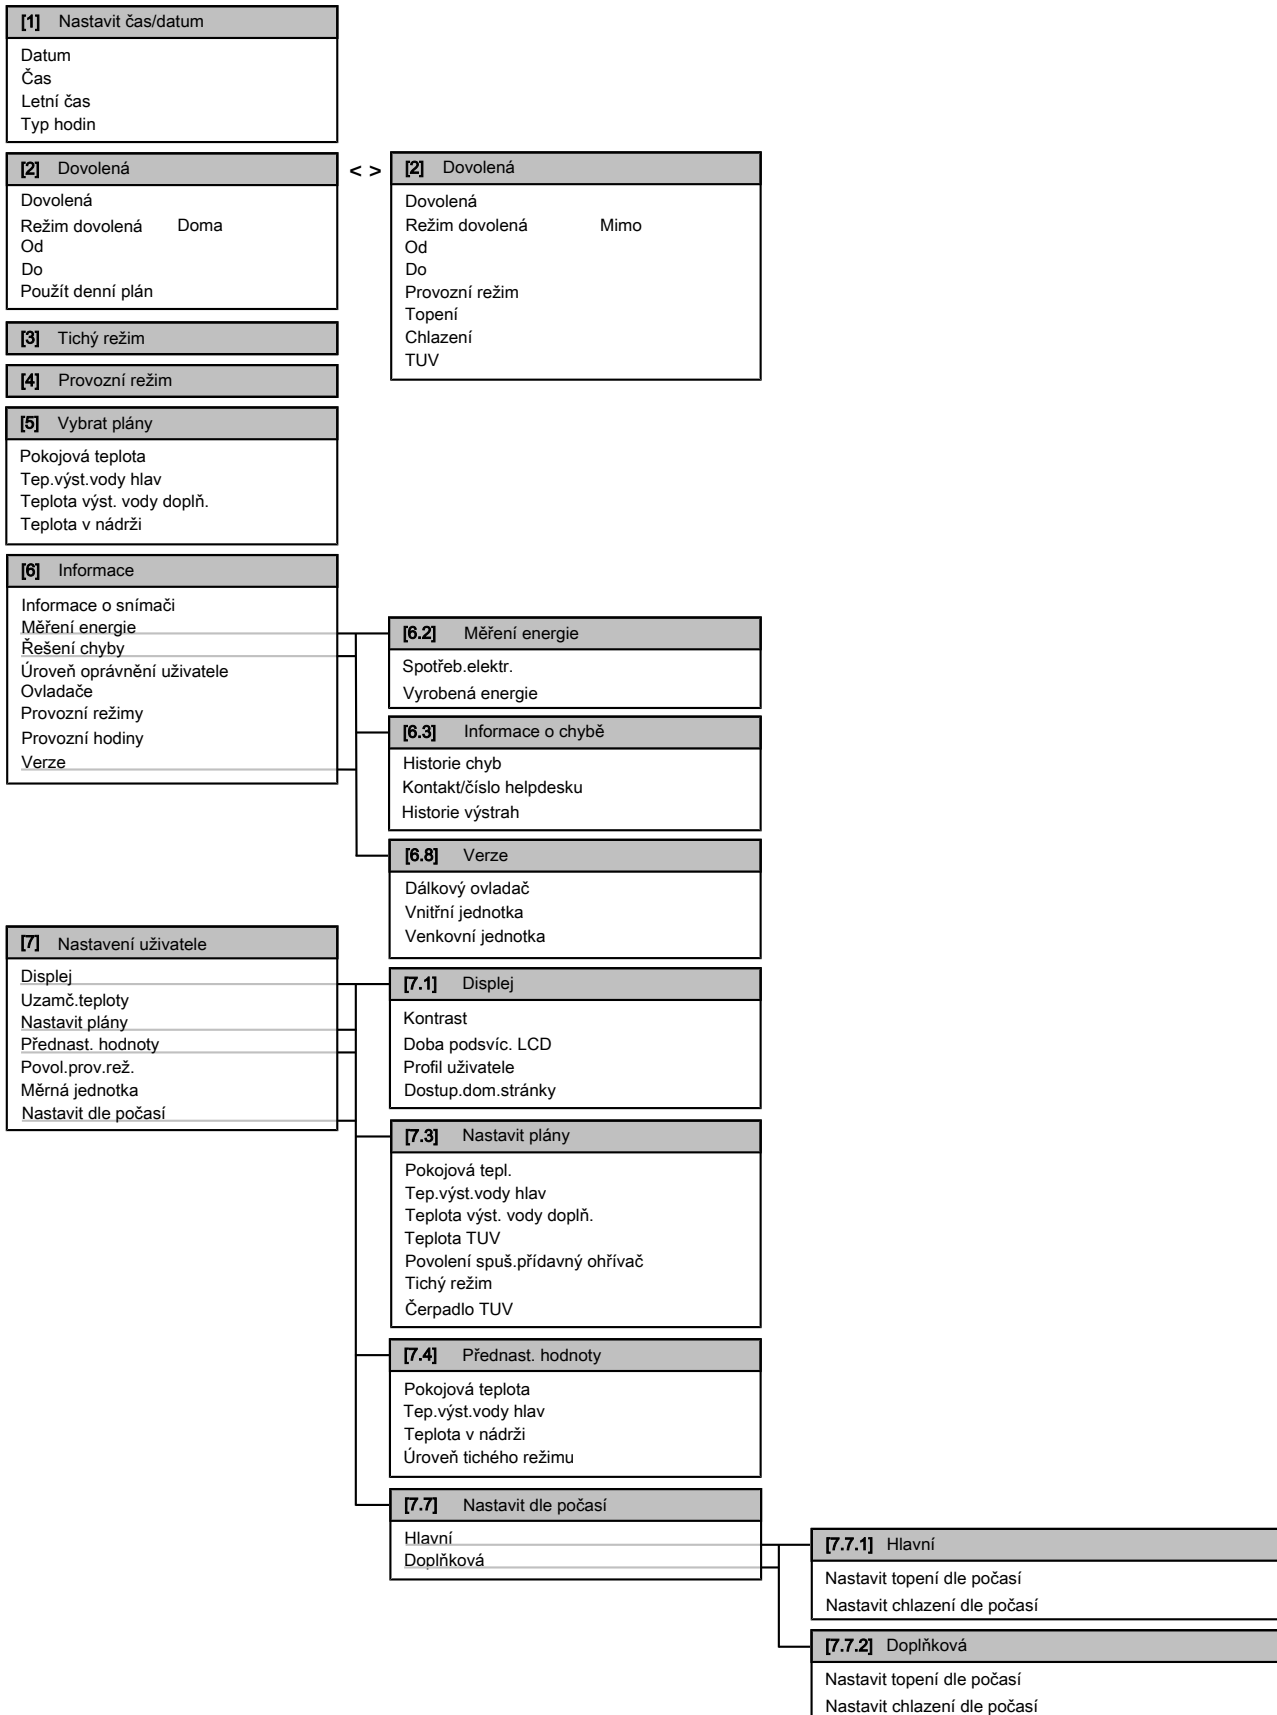 [1] Nastavit čas/datum
Datum
Čas
Letní čas
Typ hodin
[2] Dovolená
Dovolená
Režim dovolená Doma
Od
Do
Použít denní plán
< >
[2] Dovolená
Dovolená
Režim dovolená Mimo
Od
Do
Provozní režim
Topení
Chlazení
TUV
[3] Tichý režim
[4] Provozní režim
[5] Vybrat plány
Pokojová teplota
Tep.výst.vody hlav
Teplota výst. vody doplň.
Teplota v nádrži
[6] Informace
Informace o snímači
Měření energie
Řešení chyby
Úroveň oprávnění uživatele
Ovladače
Provozní režimy
Provozní hodiny
Verze
[6.2] Měření energie
Spotřeb.elektr.
Vyrobená energie
[6.3] Informace o chybě
Historie chyb
Kontakt/číslo helpdesku
Historie výstrah
[6.8] Verze
Dálkový ovladač
Vnitřní jednotka
Venkovní jednotka
[7] Nastavení uživatele
Displej
Uzamč.teploty
Nastavit plány
Přednast. hodnoty
Povol.prov.rež.
Měrná jednotka
Nastavit dle počasí
[7.1] Displej
Kontrast
Doba podsvíc. LCD
Profil uživatele
Dostup.dom.stránky
[7.3] Nastavit plány
Pokojová tepl.
Tep.výst.vody hlav
Teplota výst. vody doplň.
Teplota TUV
Povolení spuš.přídavný ohřívač
Tichý režim
Čerpadlo TUV
[7.4] Přednast. hodnoty
Pokojová teplota
Tep.výst.vody hlav
Teplota v nádrži
Úroveň tichého režimu
[7.7] Nastavit dle počasí
Hlavní
Doplňková
[7.7.1] Hlavní
Nastavit topení dle počasí
Nastavit chlazení dle počasí
[7.7.2] Doplňková
Nastavit topení dle počasí
Nastavit chlazení dle počasí